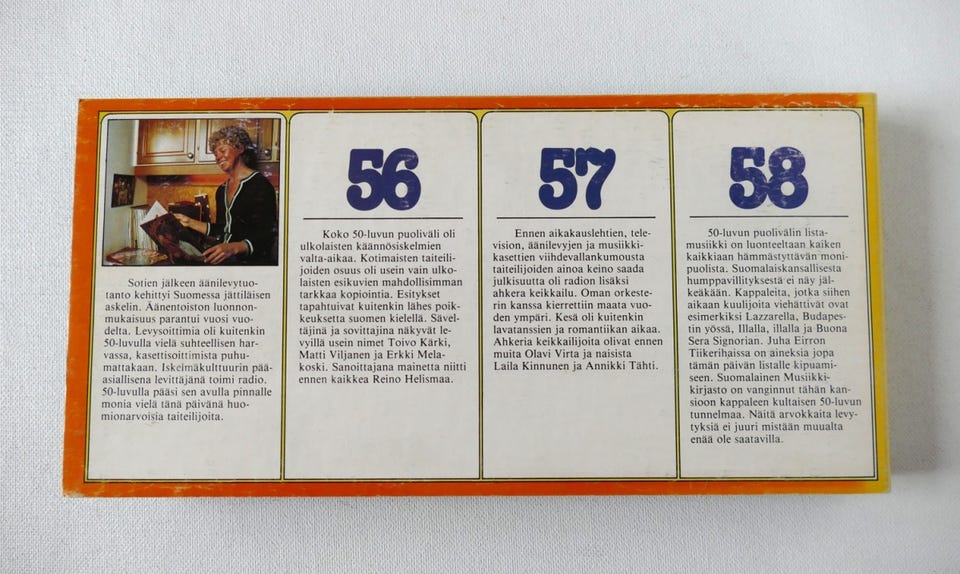 Sotien jälkeen äänilevytuo-
tanto kehittyi Suomessa jättiläisen
askelin. Äänentoiston luonnon-
mukaisuus parantui vuosi vuo-
delta. Levysoittimia oli kuitenkin
50-luvulla vielä suhteellisen har-
vassa, kasettisoittimista puhu-
mattakaan. Iskelmäkulttuurin pää-
asiallisena levittäjänä toimi radio.
50-luvulla pääsi sen avulla pinnalle
monia vielä tänä päivänä huo-
mionarvoisia taiteilijoita.
56
Koko 50-luvun puoliväli oli
ulkolaisten käännösiskelmien
valta-aikaa. Kotimaisten taiteili-
joiden osuus oli usein vain ulko-
laisten esikuvien mahdollisimman
tarkkaa kopiointia. Esitykset
tapahtuivat kuitenkin lähes poik-
keuksetta suomen kielellä. Sävel-
täjinä ja sovittajina näkyvät le-
vyillä usein nimet Toivo Kärki,
Matti Viljanen ja Erkki Mela-
koski. Sanoittajana mainetta niitti
ennen kaikkea Reino Helismaa.
57
Ennen aikakauslehtien, tele-
vision, äänilevyjen ja musiikki-
kasettien viihdevallankumousta
taiteilijoiden ainoa keino saada
julkisuutta oli radion lisäksi
ahkera keikkailu. Oman orkeste-
rin kanssa kierrettiin maata vuo-
den ympäri. Kesä oli kuitenkin
lavatanssien ja romantiikan aikaa.
Ahkeria keikkailijoita olivat ennen
muita Olavi Virta ja naisista
Laila Kinnunen ja Annikki Tähti.
58
50-luvun puolivälin lista-
musiikki on luonteeltaan kaiken
kaikkiaan hämmästyttävän moni-
puolista. Suomalaiskansallisesta
humppavillityksestä ei näy jäl-
keäkään. Kappaleita, jotka siihen
aikaan kuulijoita viehättivät ovat
esimerkiksi Lazzarella, Budapes-
tin yössä, Illalla, illalla ja Buona
Sera Signorian. Juha Eirron
Tiikerihaissa on aineksia jopa
tämän päivän listalle kipuami-
seen. Suomalainen Musiikki-
kirjasto on vanginnut tähän kan-
sioon kappaleen kultaisen 50-luvun
tunnelmaa. Näitä arvokkaita levy-
tyksiä ei juuri mistään muualta
enää ole saatavilla.